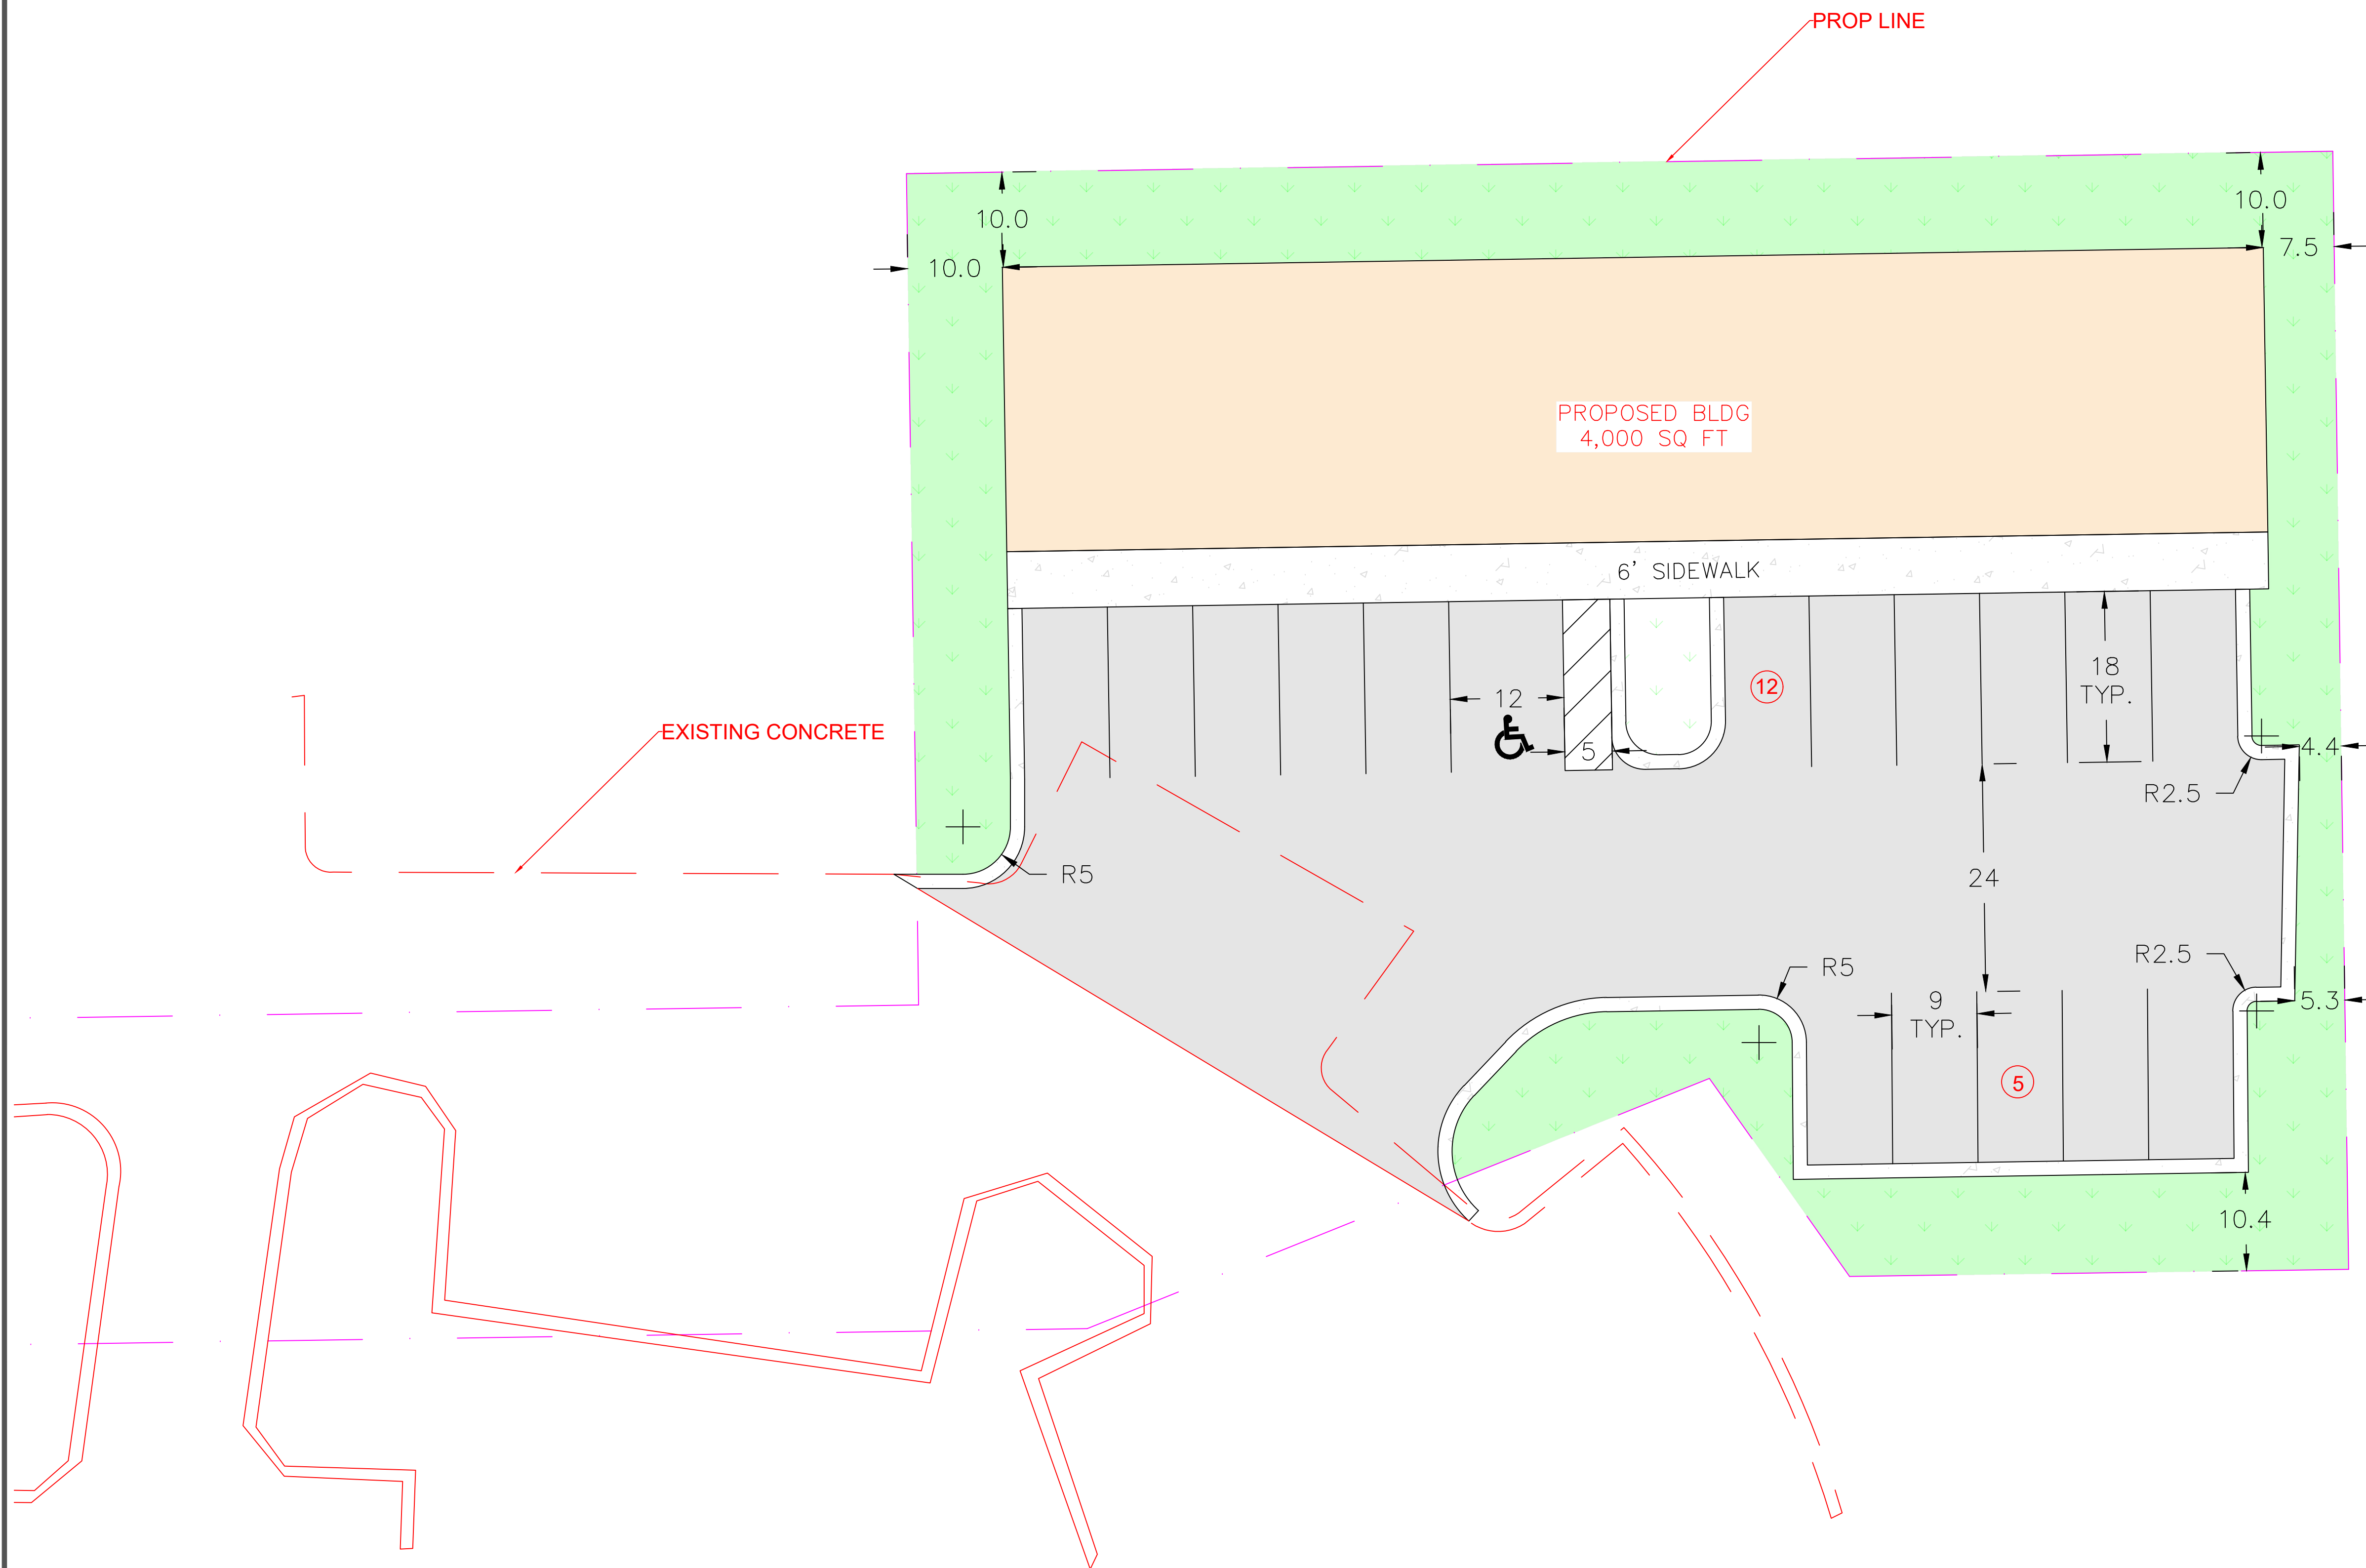 PROP LINE
10.0
10.0
10.0
7.5
PROPOSED BLDG
4,000 SQ FT
6' SIDEWALK
18
TYP.
12
12
5
4.4
R2.5
EXISTING CONCRETE
R5
24
R5
R2.5
9
TYP.
5.3
5
10.4